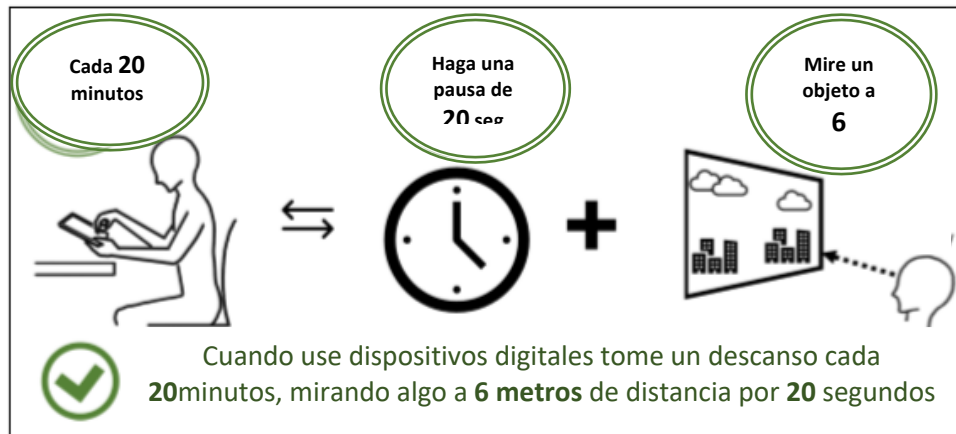 Cada 20
minutos
Haga una
pausa de
20 seg.
Mire un
objeto a
6
Cuando use dispositivos digitales tome un descanso cada
20minutos, mirando algo a 6 metros de distancia por 20 segundos